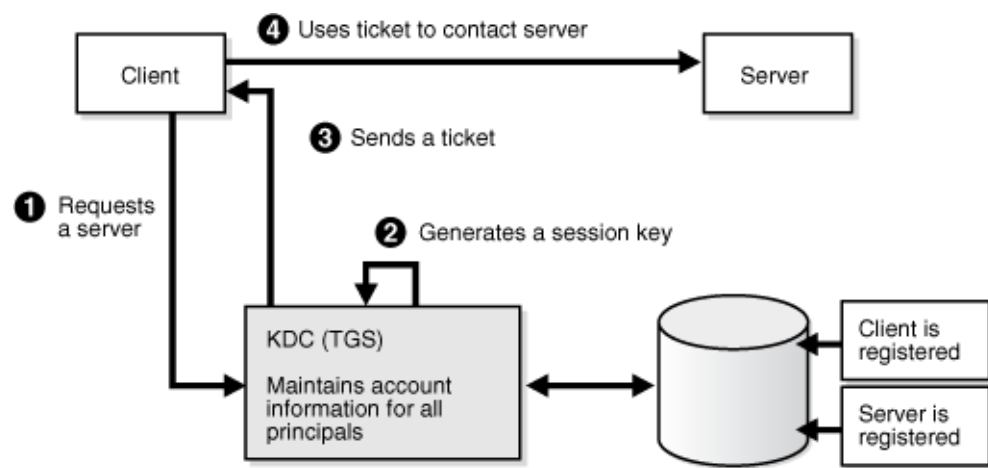 4 Uses ticket to contact server
Client
Server
3 Sends a ticket
1 Requests
a server
2 Generates a session key
KDC (TGS)
Maintains account
information for all
principals
Client is
registered
Server is
registered